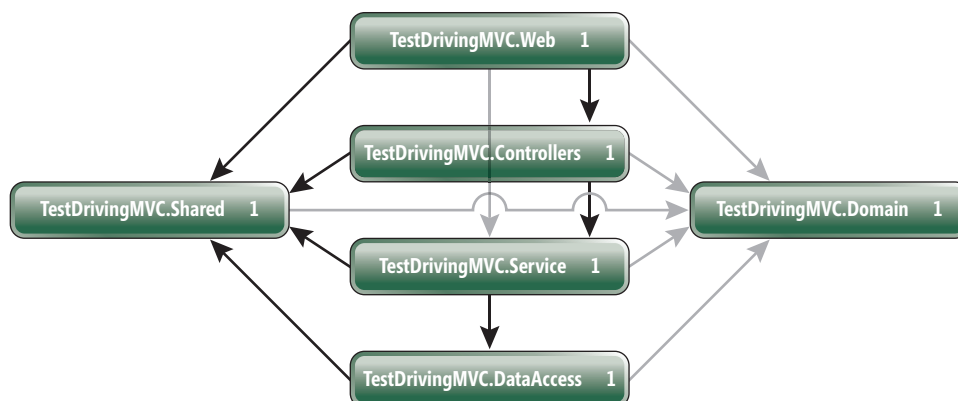 TestDrivingMVC.Web 1
TestDrivingMVC.Controllers 1
TestDrivingMVC.Shared 1
TestDrivingMVC.Domain 1
TestDrivingMVC.Service 1
TestDrivingMVC.DataAccess 1